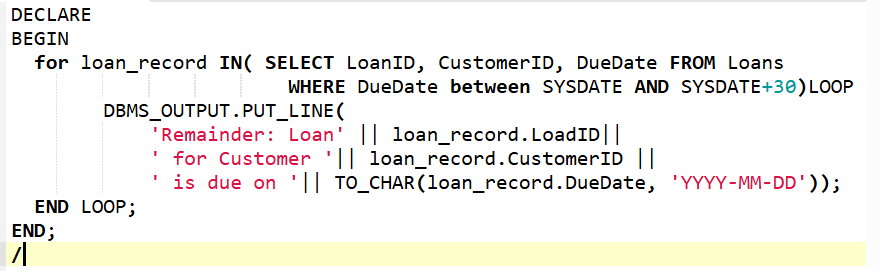 DECLARE
BEGIN
  for loan_record IN( SELECT LoanID, CustomerID, DueDate FROM Loans
                        WHERE DueDate between SYSDATE AND SYSDATE+30)LOOP
        DBMS_OUTPUT.PUT_LINE(
            'Remainder: Loan' || loan_record.LoadID||
            ' for Customer '|| loan_record.CustomerID ||
            ' is due on '|| TO_CHAR(loan_record.DueDate, 'YYYY-MM-DD'));
  END LOOP;
END;
/